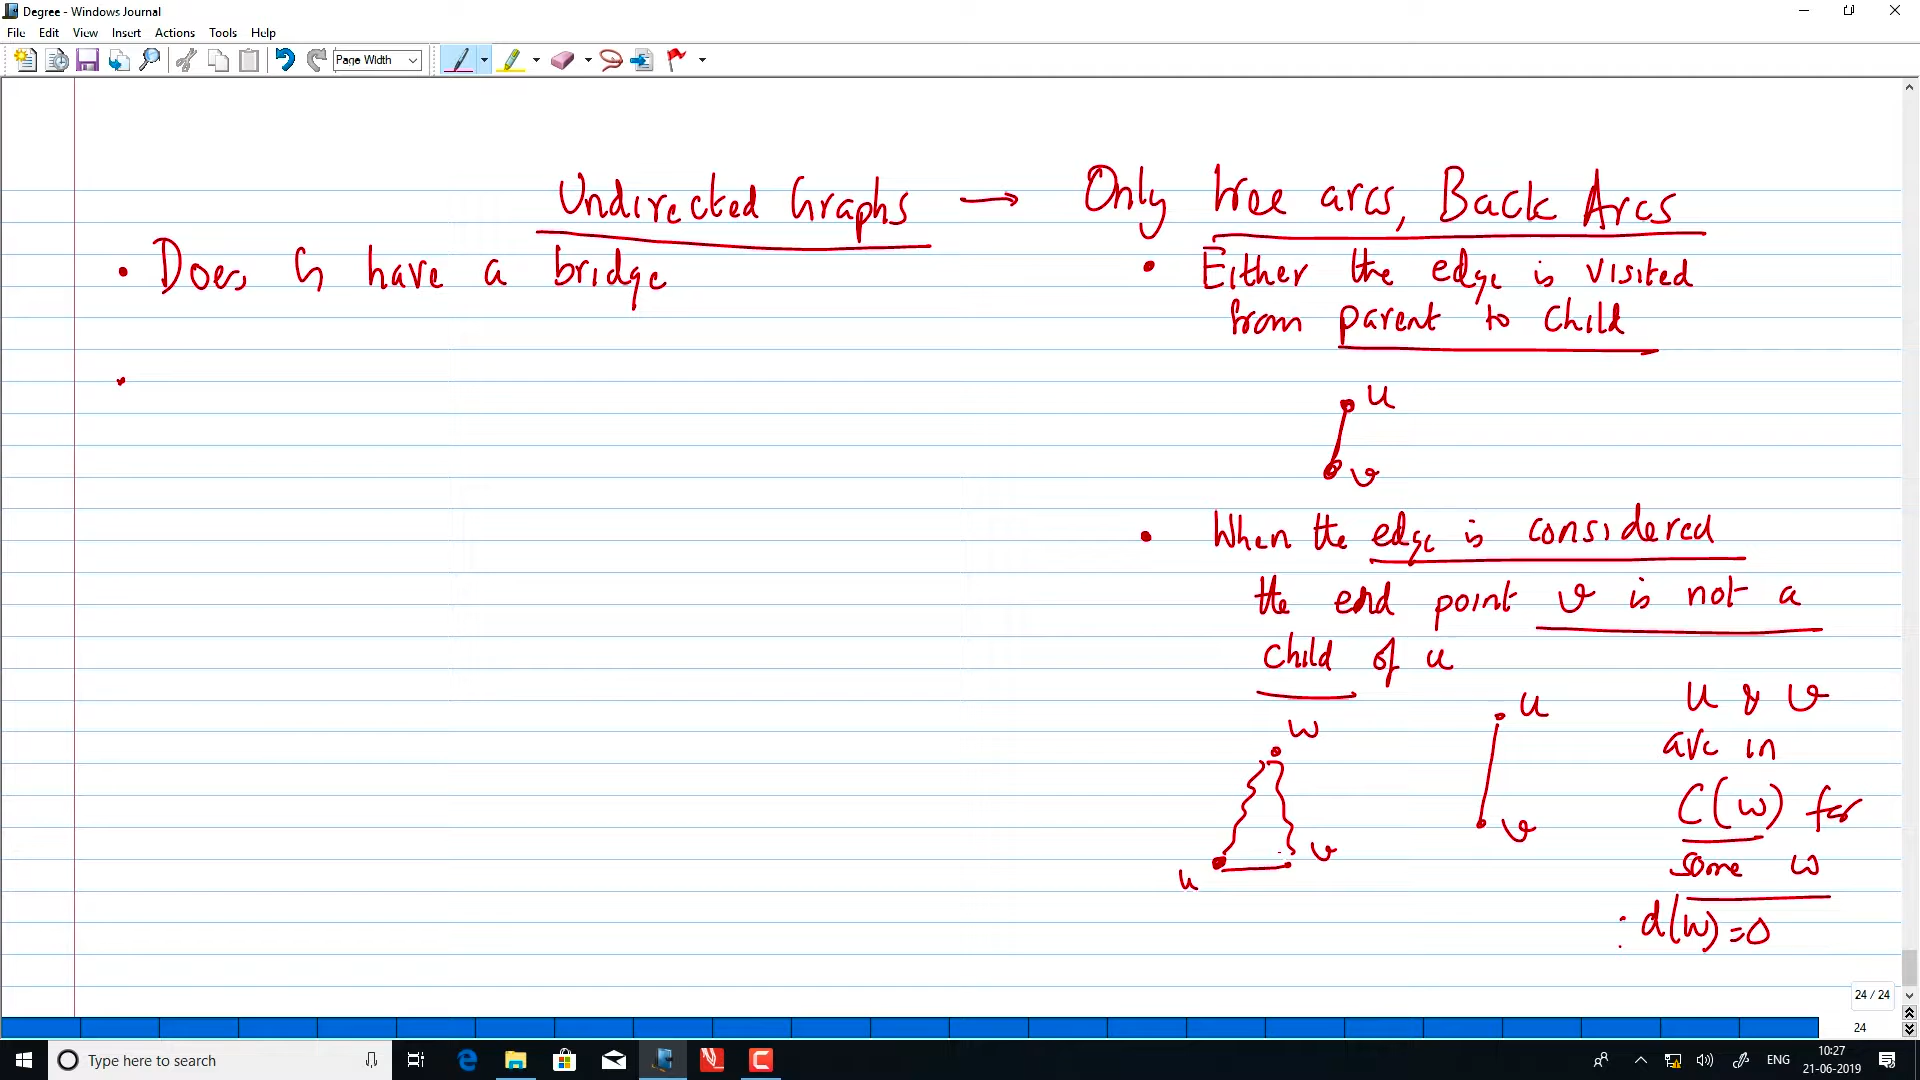 Degree - Windows Journal
File Edit View Insert Actions Tools Help
Page Width
Undirected Graphs → Only tree arcs, Back Arcs
• Does G have a bridge
• Either the edge is visited
from parent to child
•
u
v
• When the edge is considered
the end point v is not a
child of u
w
u
v
u
v
u & v
are in
C(w) for
some w
: d(w)=0
24 / 24
24
Type here to search
ENG
10:27
21-06-2019